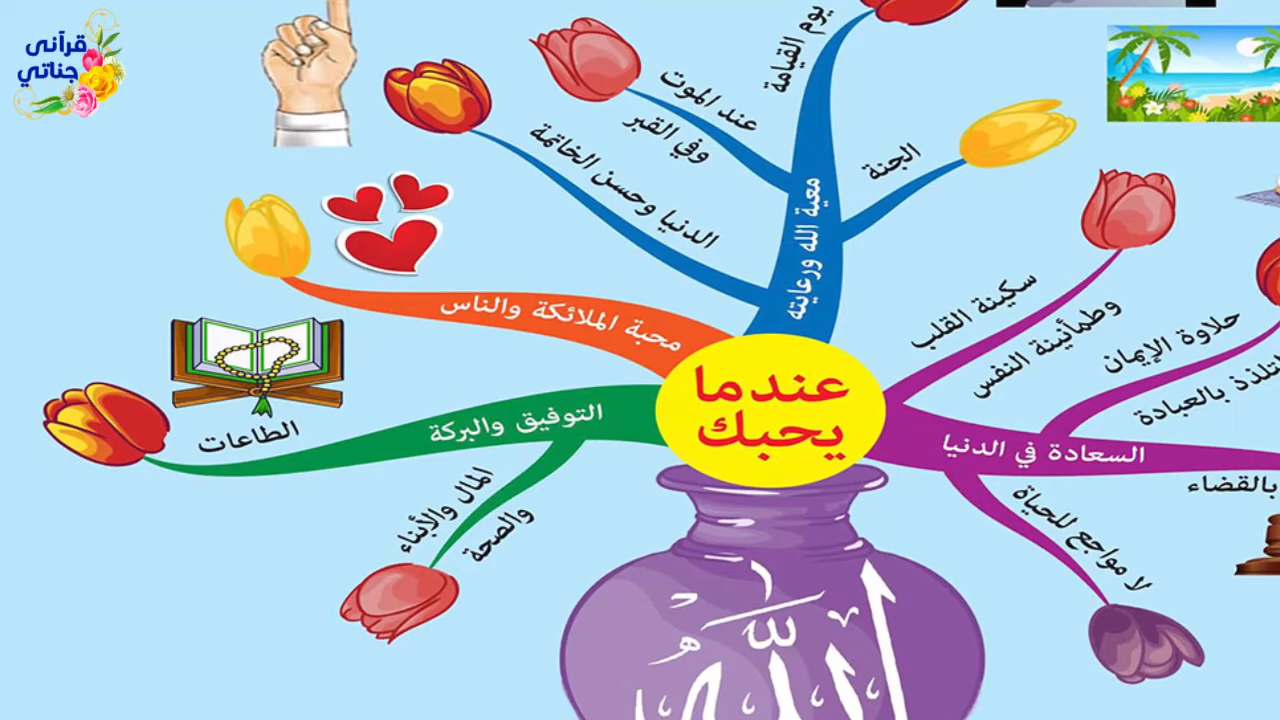 قرآنى
جناتي
عندما
يحبك
الله
معية الله ورعايته
يوم القيامة
عند الموت
وفي القبر
الدنيا وحسن الخاتمة
الجنة
محبة الملائكة والناس
التوفيق والبركة
الطاعات
المال والأبناء
والصحة
السعادة في الدنيا
سكينة القلب
وطمأنينة النفس
حلاوة الإيمان
بالعبادة
بالقضاء
لا مواجع للحياة